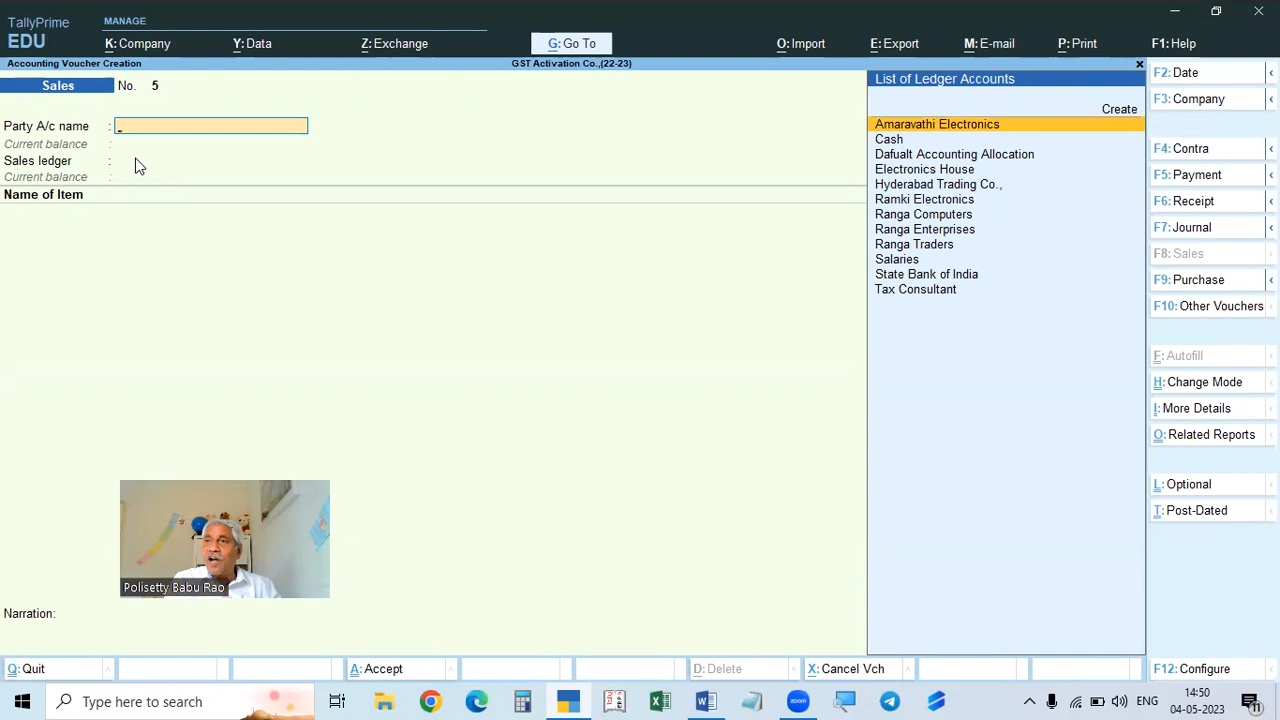 TallyPrime
EDU
MANAGE
K: Company
Y: Data
Z: Exchange
G: Go To
O: Import
E: Export
M: E-mail
P: Print
F1: Help
Accounting Voucher Creation
GST Activation Co.,(22-23)
Sales No. 5
Party A/c name :
Current balance :
Sales ledger :
Current balance :
Name of Item
List of Ledger Accounts
Create
Amaravathi Electronics
Cash
Dafualt Accounting Allocation
Electronics House
Hyderabad Trading Co.,
Ramki Electronics
Ranga Computers
Ranga Enterprises
Ranga Traders
Salaries
State Bank of India
Tax Consultant
F2: Date
F3: Company
F4: Contra
F5: Payment
F6: Receipt
F7: Journal
F8: Sales
F9: Purchase
F10: Other Vouchers
F: Autofill
H: Change Mode
I: More Details
O: Related Reports
L: Optional
T: Post-Dated
Polisetty Babu Rao
Narration:
Q: Quit
A: Accept
D: Delete
X: Cancel Vch
F12: Configure
Type here to search
zoom
ENG
14:50
04-05-2023